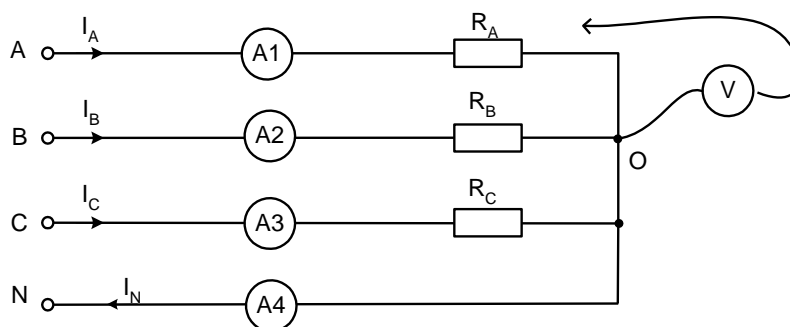 A I_A A1 R_A
V
B I_B A2 R_B
O
C I_C A3 R_C
N I_N A4